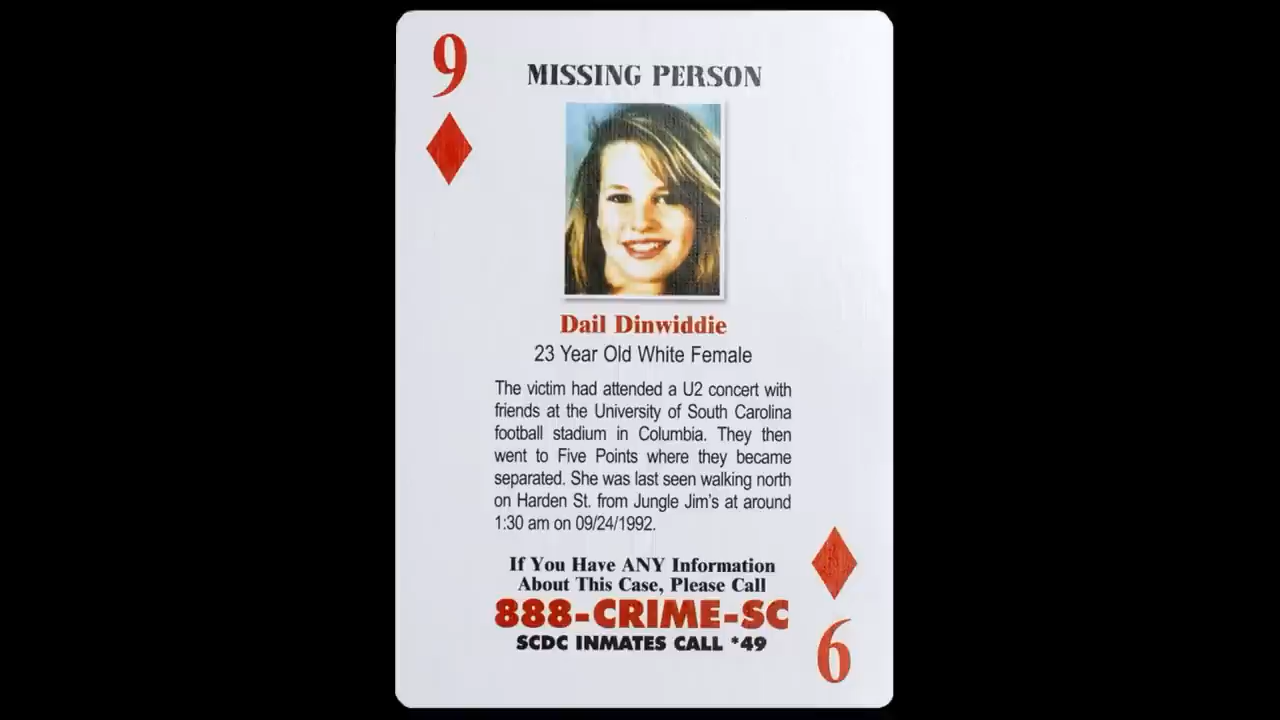 9
MISSING PERSON
Dail Dinwiddie
23 Year Old White Female
The victim had attended a U2 concert with
friends at the University of South Carolina
football stadium in Columbia. They then
went to Five Points where they became
separated. She was last seen walking north
on Harden St. from Jungle Jim's at around
1:30 am on 09/24/1992.
If You Have ANY Information
About This Case, Please Call
888-CRIME-SC
SCDC INMATES CALL *49
9